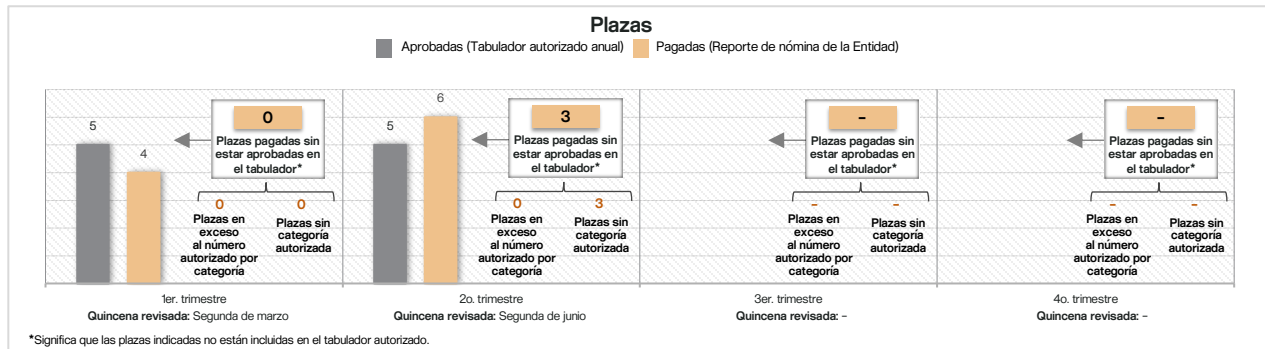 Plazas
Aprobadas (Tabulador autorizado anual)
Pagadas (Reporte de nómina de la Entidad)
5
4
0
Plazas pagadas sin
estar aprobadas en
el tabulador*
0
Plazas en
exceso
al número
autorizado por
categoría
0
Plazas sin
categoría
autorizada
1er. trimestre
Quincena revisada: Segunda de marzo
5
6
3
Plazas pagadas sin
estar aprobadas en
el tabulador*
0
Plazas en
exceso
al número
autorizado por
categoría
3
Plazas sin
categoría
autorizada
2o. trimestre
Quincena revisada: Segunda de junio
-
Plazas pagadas sin
estar aprobadas en
el tabulador*
-
Plazas en
exceso
al número
autorizado por
categoría
-
Plazas sin
categoría
autorizada
3er. trimestre
Quincena revisada: -
-
Plazas pagadas sin
estar aprobadas en
el tabulador*
-
Plazas en
exceso
al número
autorizado por
categoría
-
Plazas sin
categoría
autorizada
4o. trimestre
Quincena revisada: -
*Significa que las plazas indicadas no están incluidas en el tabulador autorizado.